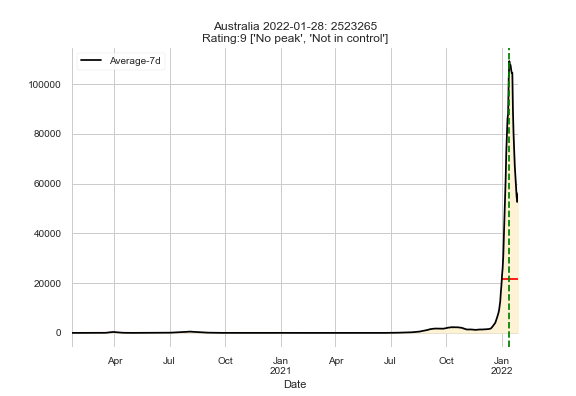 Australia 2022-01-28: 2523265
Rating:9 ['No peak', 'Not in control']
Average-7d
100000
80000
60000
40000
20000
0
Apr Jul Oct Jan Apr Jul Oct Jan
2021 2022
Date